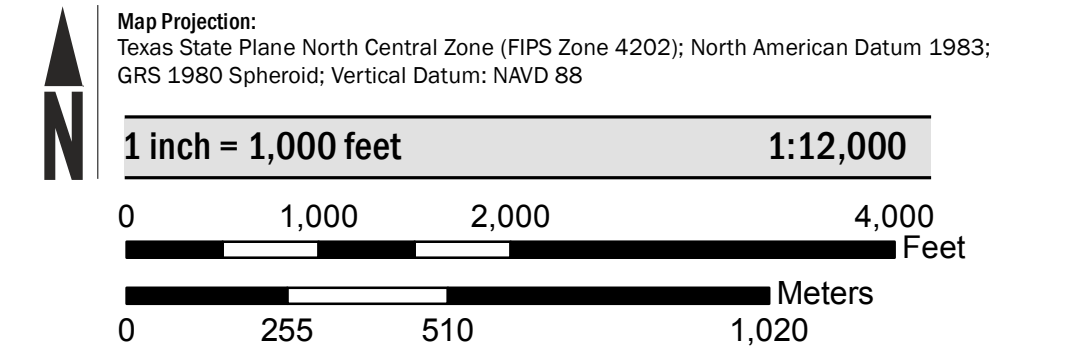 Map Projection:
Texas State Plane North Central Zone (FIPS Zone 4202); North American Datum 1983;
GRS 1980 Spheroid; Vertical Datum: NAVD 88
N
1 inch = 1,000 feet 1:12,000
0 1,000 2,000 4,000
Feet
Meters
0 255 510 1,020